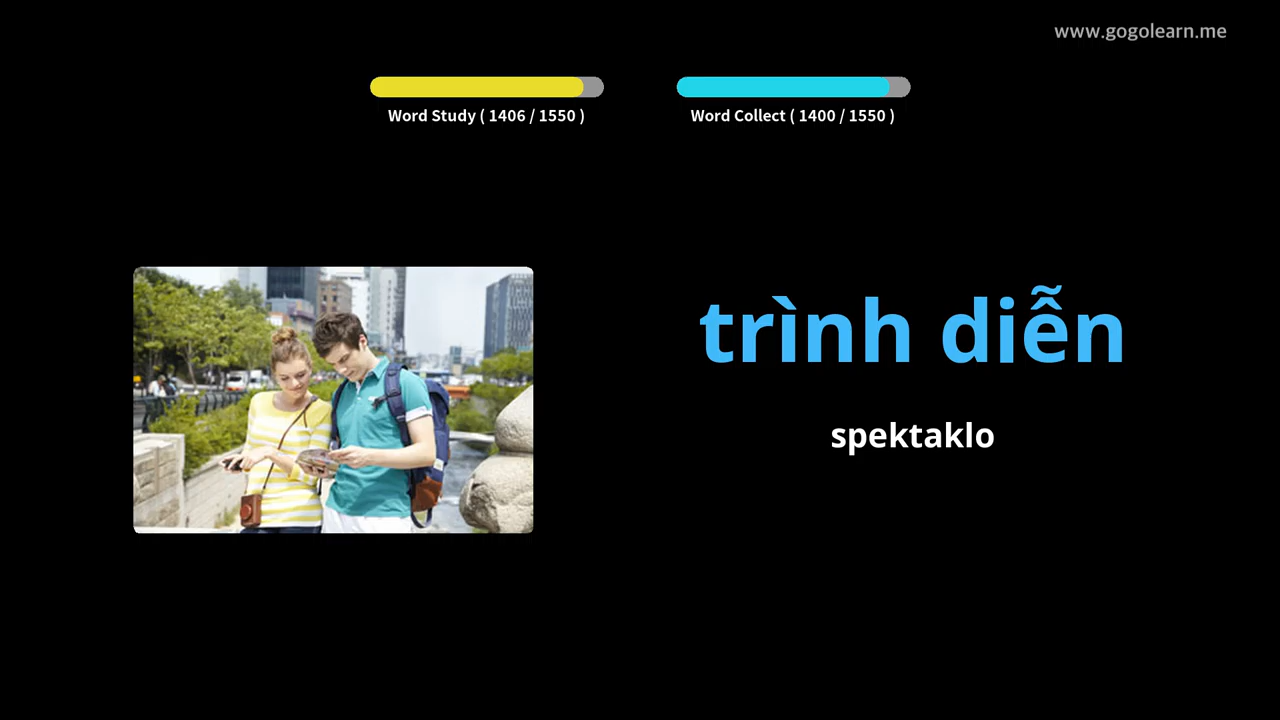 www.gogolearn.me
Word Study ( 1406 / 1550 )
Word Collect ( 1400 / 1550 )
trình diễn
spektaklo